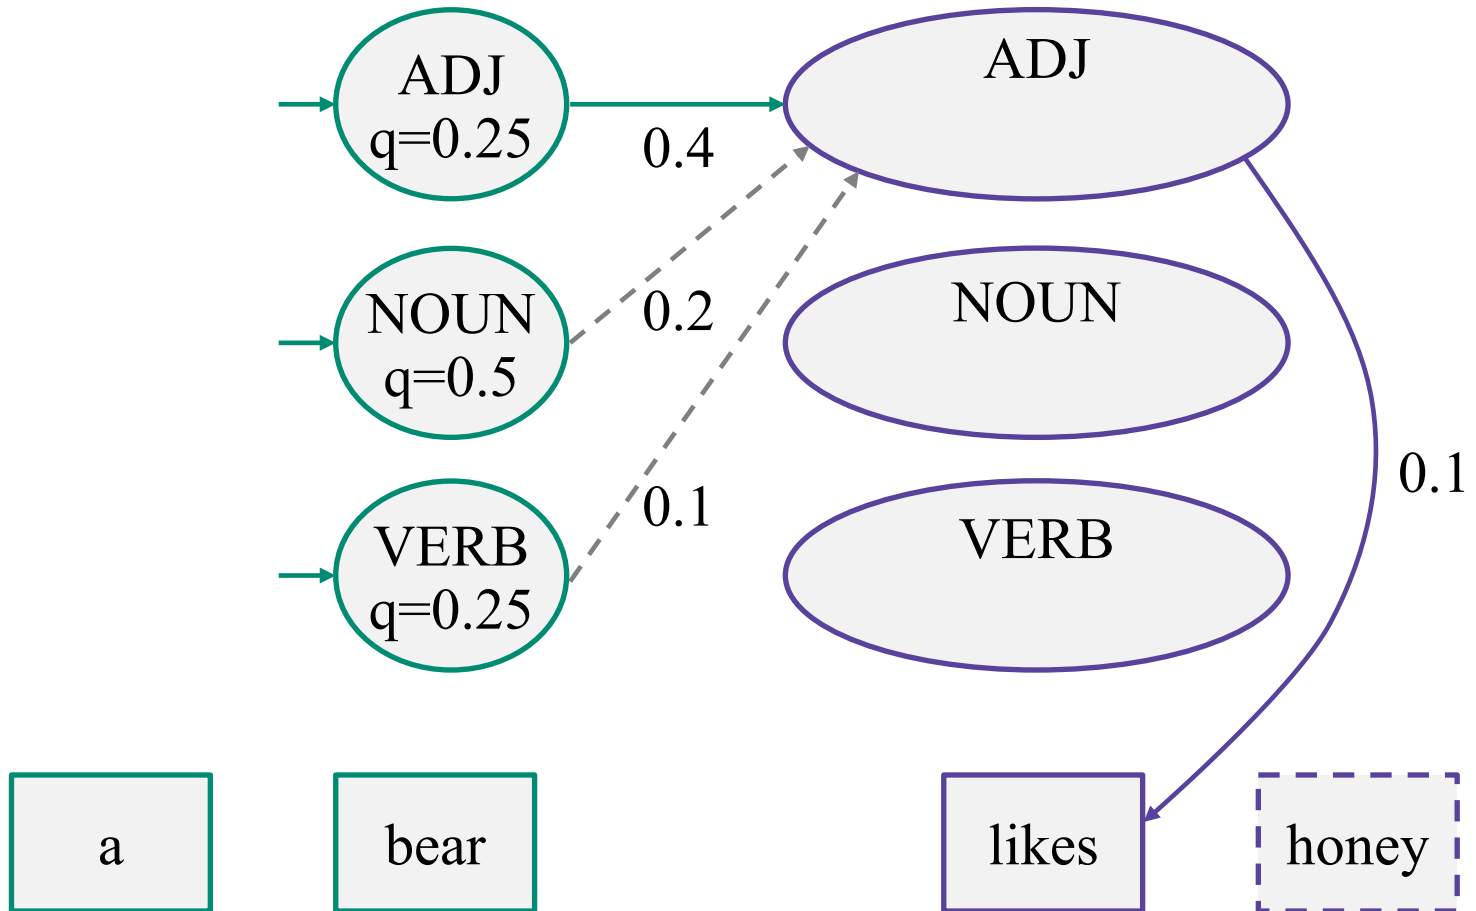 ADJ
q=0.25
ADJ
0.4
NOUN
q=0.5
NOUN
0.2
VERB
q=0.25
VERB
0.1
0.1
a
bear
likes
honey